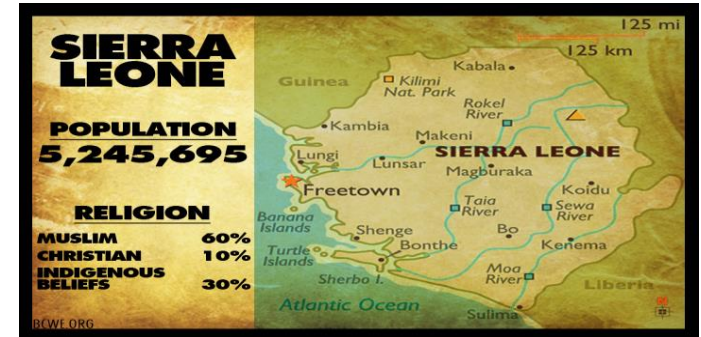 SIERRA
LEONE
POPULATION
5,245,695
RELIGION
MUSLIM 60%
CHRISTIAN 10%
INDIGENOUS
BELIEFS 30%
BCWE.ORG
125 mi
125 km
Guinea
Kabala
Kilimi
Nat. Park
Rokel
River
Kambia
Makeni
Lungi
Lunsar
SIERRA LEONE
Magburaka
Freetown
Koidu
Taia
River
Sewa
River
Banana
Islands
Shenge
Bo
Bonthe
Kenema
Turtle
Islands
Sherbo I.
Moa
River
Liberia
Atlantic Ocean
Sulima